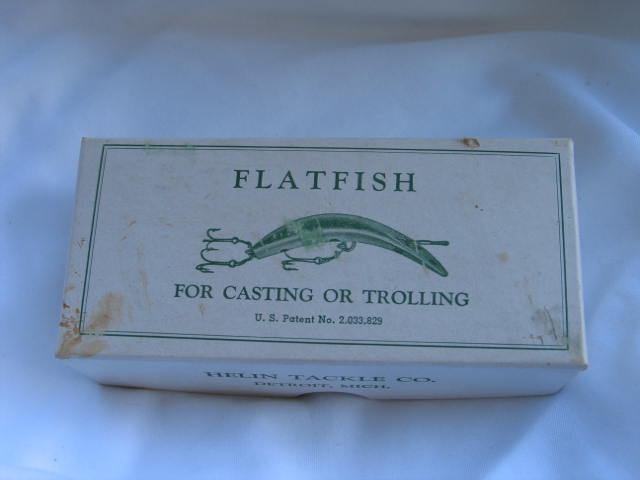 FLATFISH
FOR CASTING OR TROLLING
U. S. Patent No. 2,033,829
HELIN TACKLE CO.
DETROIT, MICH.